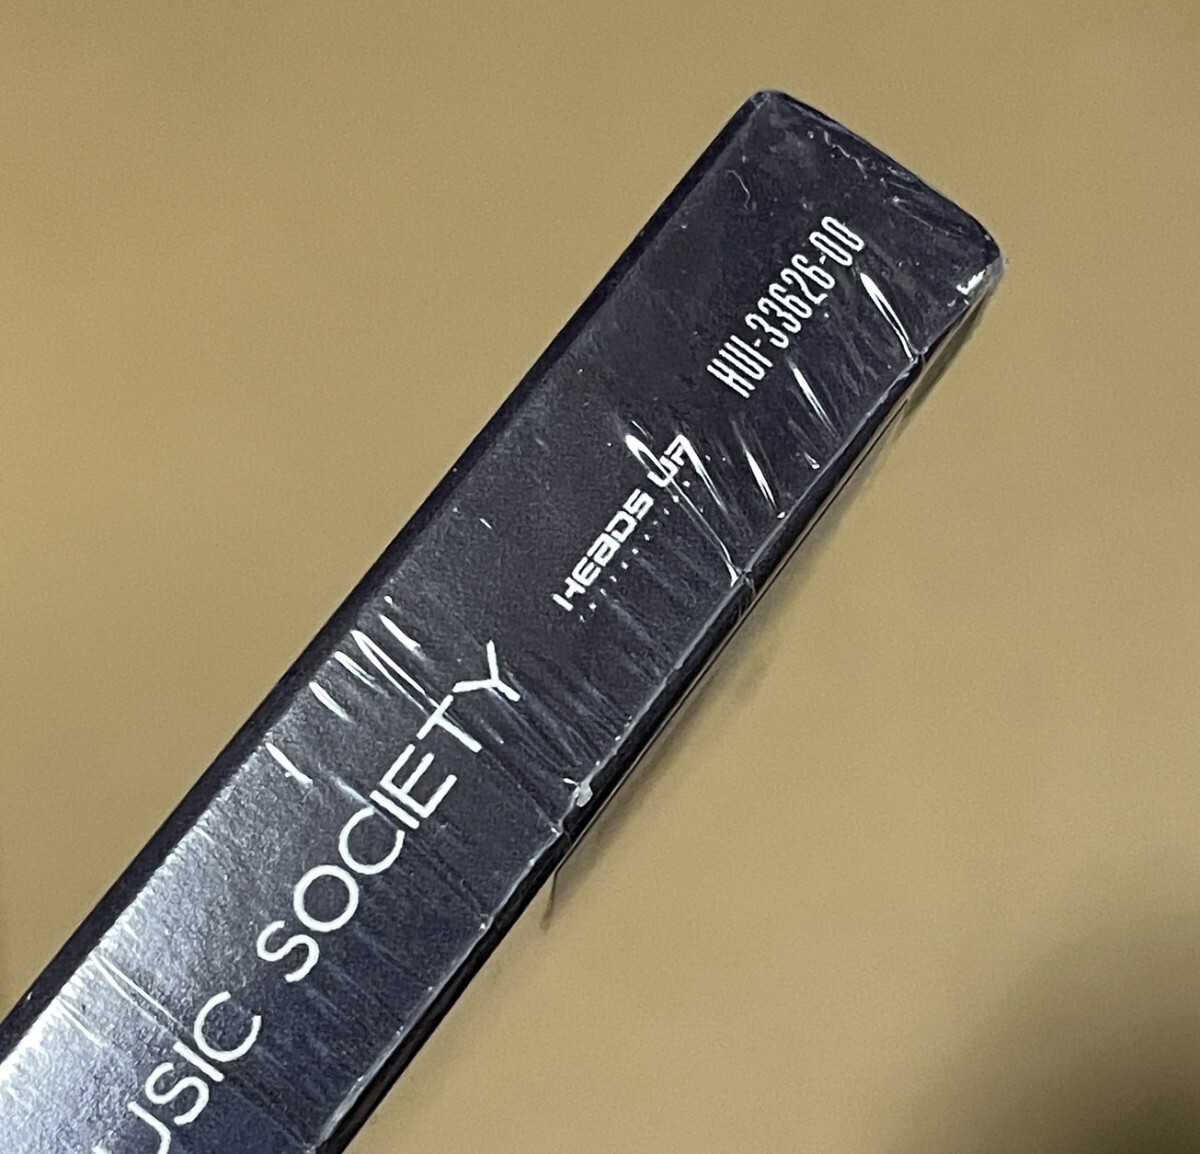 USIC SOCIETY
HEADS UP
HUI-33626-00